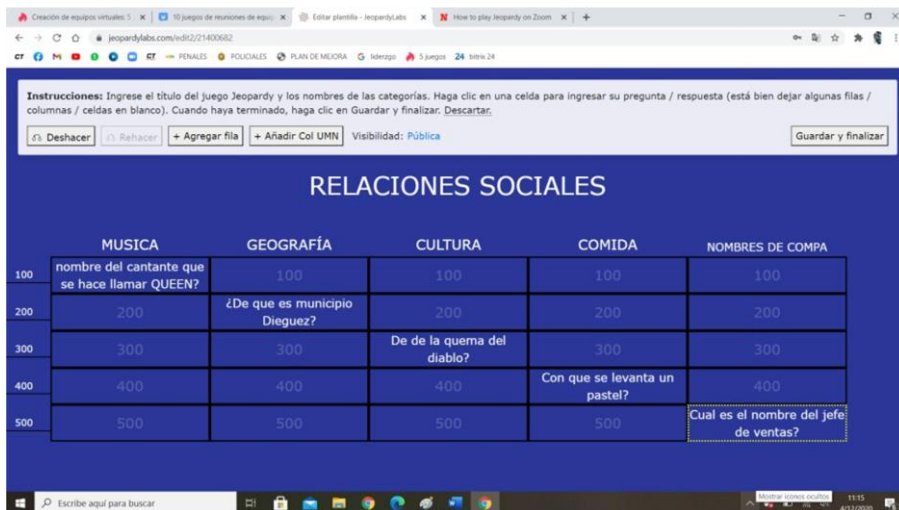 Creación de equipos virtuales: 5
10 juegos de reuniones de equip
Editar plantilla - JeopardyLabs
How to play Jeopardy on Zoom
jeopardylabs.com/edit2/21400682
PENALES
POLICIALES
PLAN DE MEJORA
liderzgo
5 juegos
24 bitrix 24
Instrucciones: Ingrese el título del juego Jeopardy y los nombres de las categorías. Haga clic en una celda para ingresar su pregunta / respuesta (está bien dejar algunas filas /
columnas / celdas en blanco). Cuando haya terminado, haga clic en Guardar y finalizar. Descartar.
Deshacer
Rehacer
+ Agregar fila
+ Añadir Col UMN
Visibilidad: Pública
Guardar y finalizar
RELACIONES SOCIALES
MUSICA
GEOGRAFÍA
CULTURA
COMIDA
NOMBRES DE COMPA
100
nombre del cantante que
se hace llamar QUEEN?
100
100
100
100
200
200
¿De que es municipio
Dieguez?
200
200
200
300
300
300
De de la quema del
diablo?
300
300
400
400
400
400
Con que se levanta un
pastel?
400
500
500
500
500
500
Cual es el nombre del jefe
de ventas?
Escribe aquí para buscar
Mostrar iconos ocultos
11:15
4/12/2020